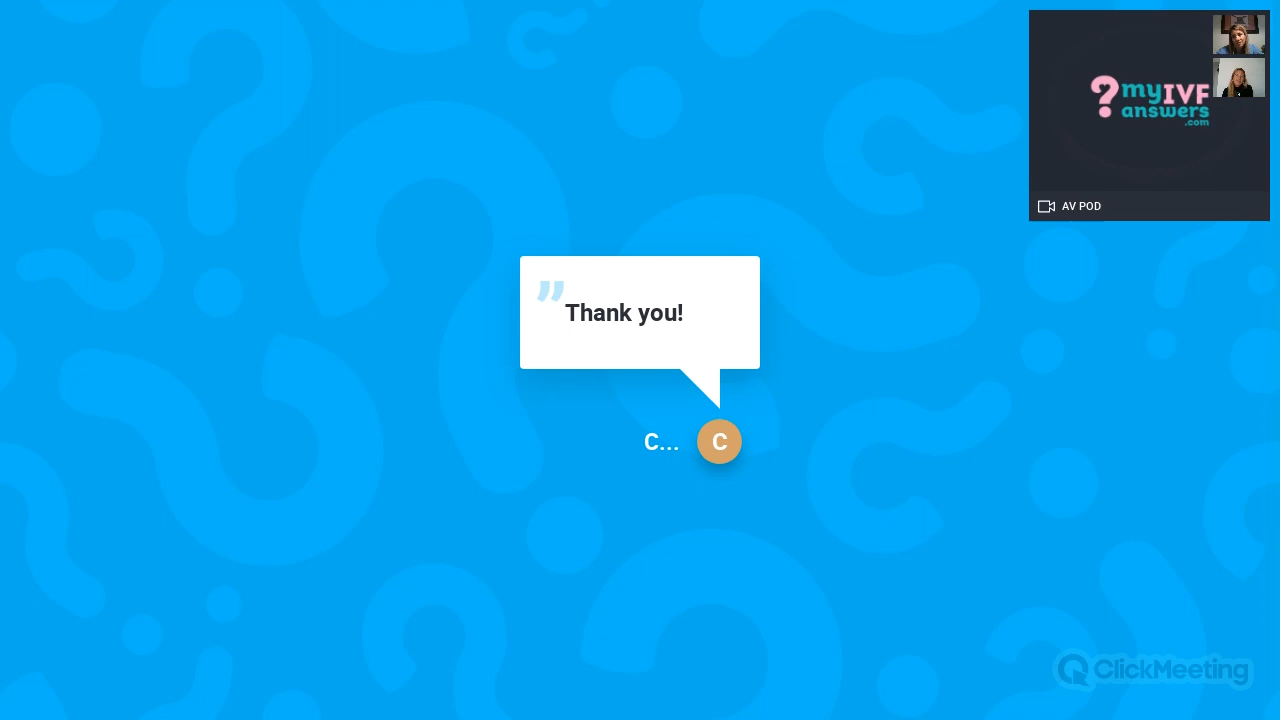 ?myIVF
answers
.com
AV POD
”
Thank you!
C...
C
ClickMeeting